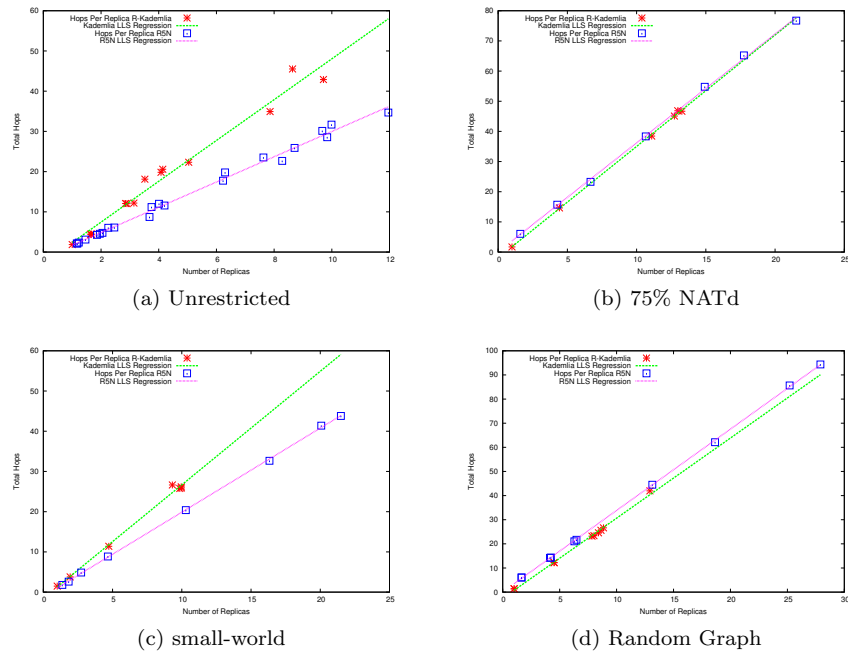 Hops Per Replica R-Kademlia
Kademlia LLS Regression
Hops Per Replica R5N
R5N LLS Regression
Total Hops
60
50
40
30
20
10
0
0 2 4 6 8 10 12
Number of Replicas
(a) Unrestricted
Hops Per Replica R-Kademlia
Kademlia LLS Regression
Hops Per Replica R5N
R5N LLS Regression
Total Hops
80
70
60
50
40
30
20
10
0
0 5 10 15 20 25
Number of Replicas
(b) 75% NATd
Hops Per Replica R-Kademlia
Kademlia LLS Regression
Hops Per Replica R5N
R5N LLS Regression
Total Hops
60
50
40
30
20
10
0
0 5 10 15 20 25
Number of Replicas
(c) small-world
Hops Per Replica R-Kademlia
Kademlia LLS Regression
Hops Per Replica R5N
R5N LLS Regression
Total Hops
100
90
80
70
60
50
40
30
20
10
0
0 5 10 15 20 25 30
Number of Replicas
(d) Random Graph